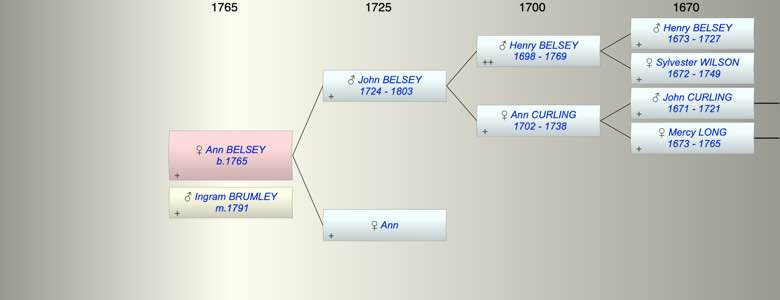 1765 1725 1700 1670
♂ Henry BELSEY
1673 - 1727
+
♂ Henry BELSEY
1698 - 1769
++
♀ Sylvester WILSON
1672 - 1749
+
♂ John BELSEY
1724 - 1803
+
♂ John CURLING
1671 - 1721
+
♀ Ann CURLING
1702 - 1738
+
♀ Mercy LONG
1673 - 1765
+
♀ Ann BELSEY
b.1765
+
♂ Ingram BRUMLEY
m.1791
+
♀ Ann
+